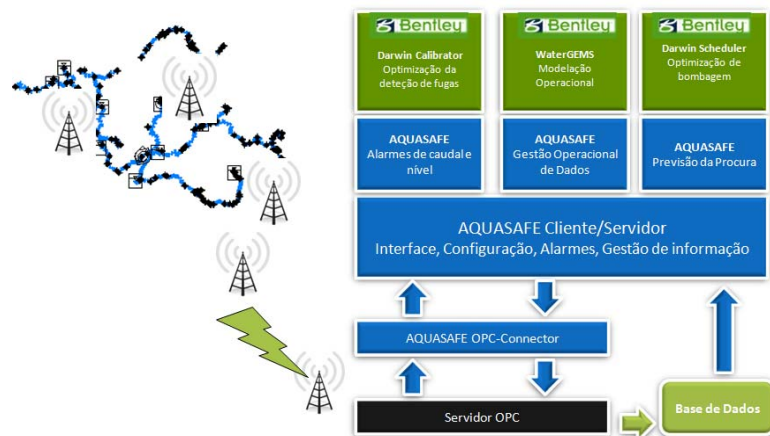 Bentley
Darwin Calibrator
Optimização da
deteção de fugas
Bentley
WaterGEMS
Modelação
Operacional
Bentley
Darwin Scheduler
Optimização de
bombagem
AQUASAFE
Alarmes de caudal e
nível
AQUASAFE
Gestão Operacional
de Dados
AQUASAFE
Previsão da Procura
AQUASAFE Cliente/Servidor
Interface, Configuração, Alarmes, Gestão de informação
AQUASAFE OPC-Connector
Servidor OPC
Base de Dados